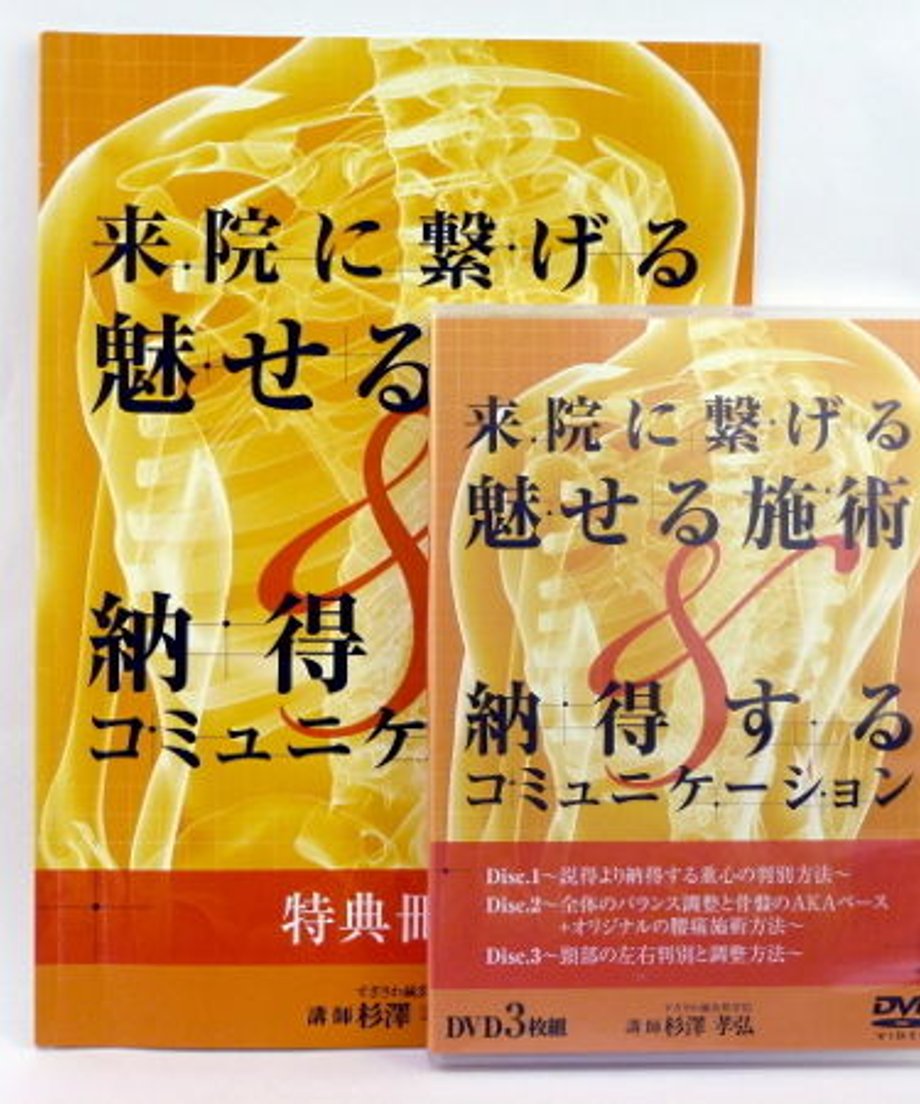 来院に繋げる
魅せる
&
納得
コミュニケ
特典冊
講師 杉澤
来院に繋げる
魅せる施術
&
納得する
コミュニケーション
Disc.1～説得より納得する重心の判別方法～
Disc.2～全体のバランス調整と骨盤のAKAベース
+オリジナルの腰痛施術方法～
Disc.3～頸部の左右判別と調整方法～
DVD3枚組
講師 杉澤 孝弘
DVD